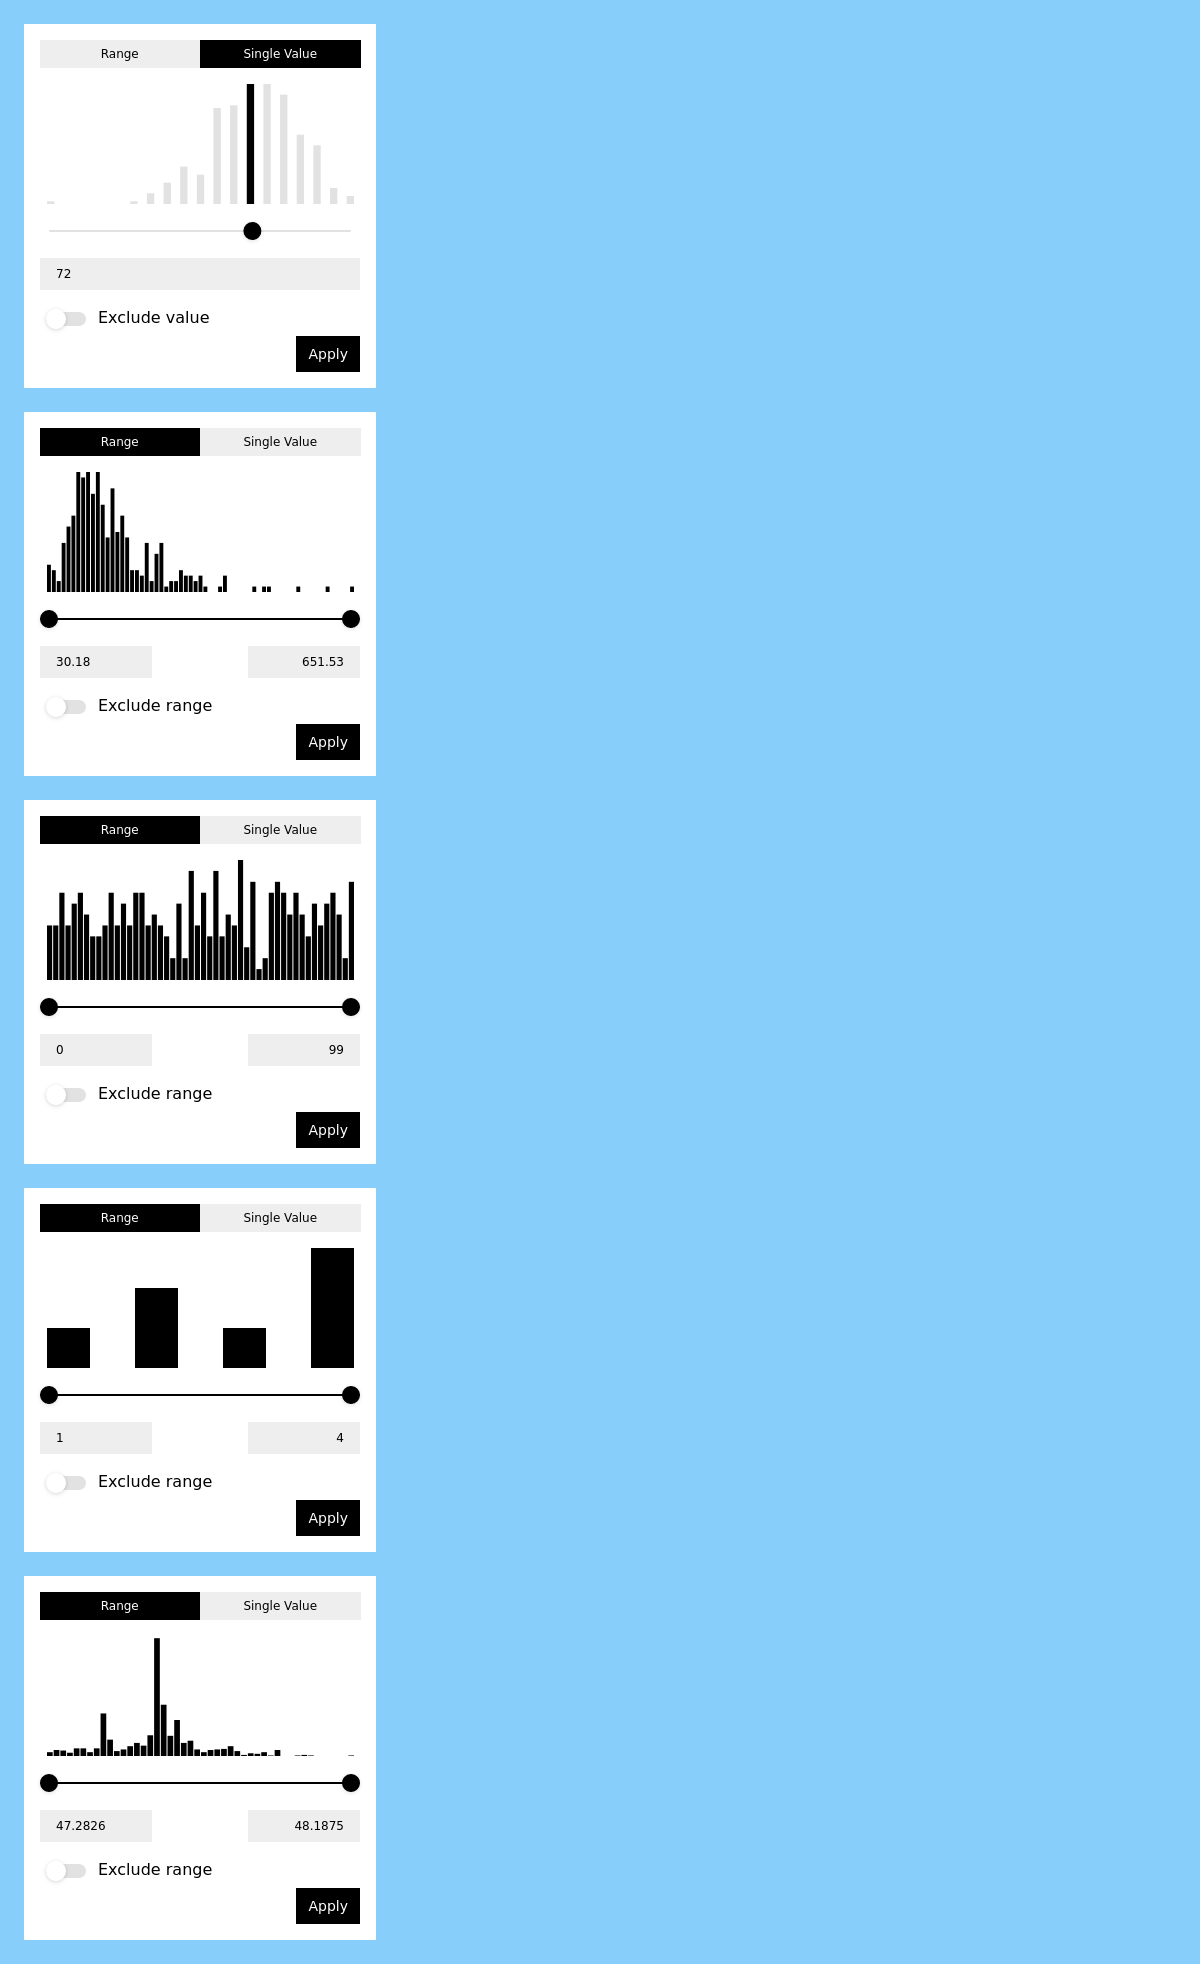 Range Single Value
72
Exclude value
Apply
Range Single Value
30.18 651.53
Exclude range
Apply
Range Single Value
0 99
Exclude range
Apply
Range Single Value
1 4
Exclude range
Apply
Range Single Value
47.2826 48.1875
Exclude range
Apply